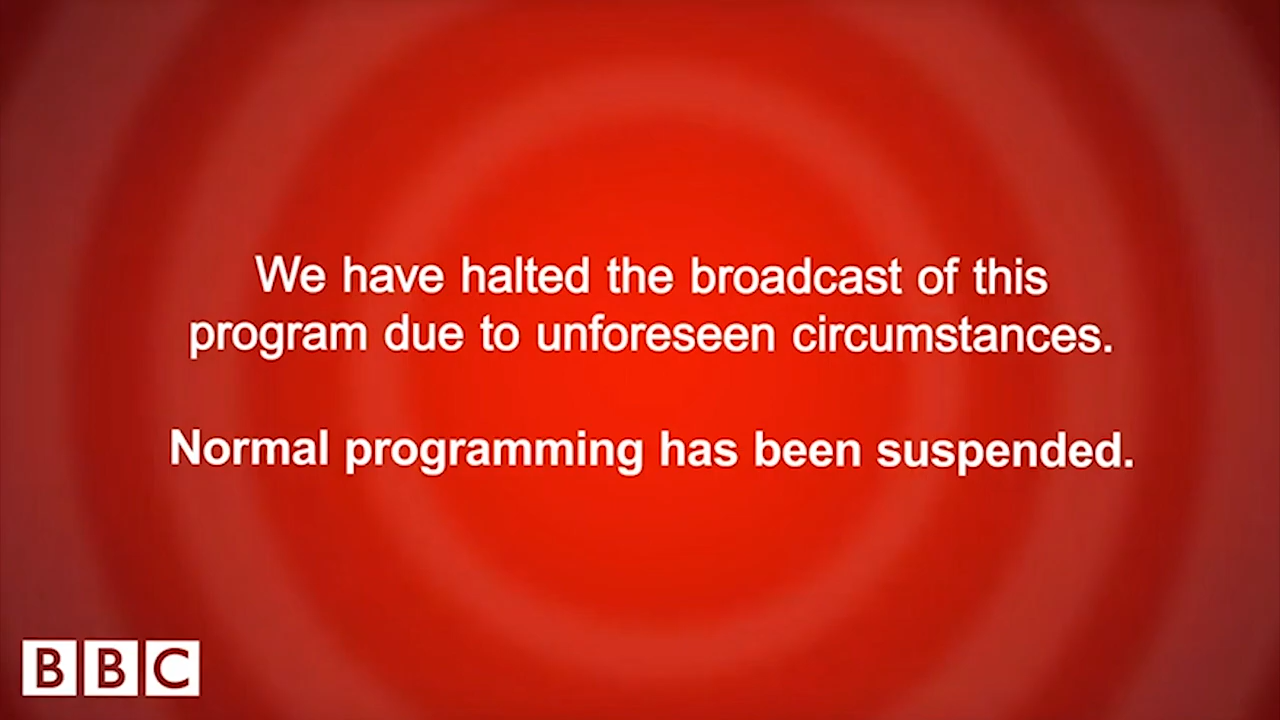 We have halted the broadcast of this
program due to unforeseen circumstances.
Normal programming has been suspended.
BBC